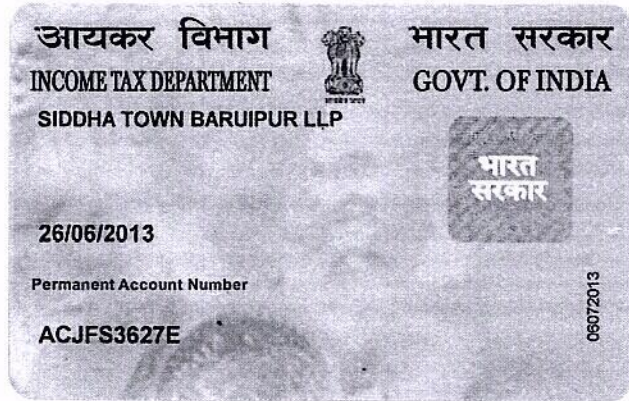 आयकर विभाग
भारत सरकार
INCOME TAX DEPARTMENT
GOVT. OF INDIA
SIDDHA TOWN BARUIPUR LLP
भारत
सरकार
26/06/2013
Permanent Account Number
ACJFS3627E
06072013